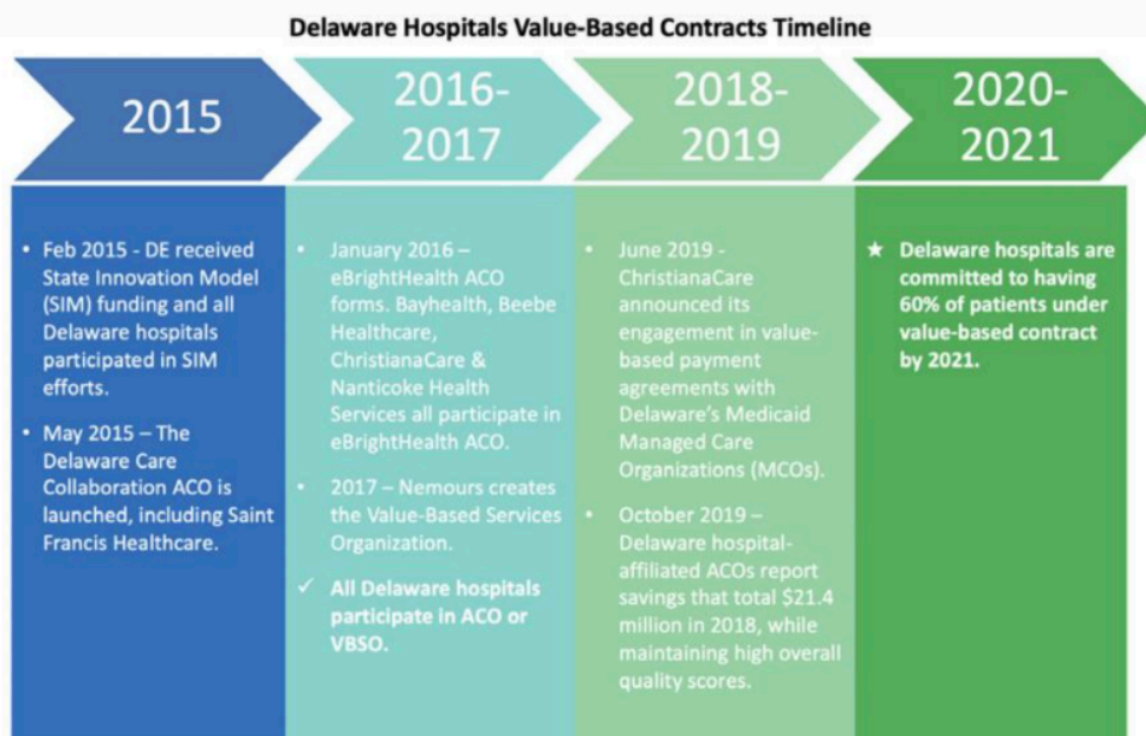 Delaware Hospitals Value-Based Contracts Timeline
2015
2016-
2017
2018-
2019
2020-
2021
• Feb 2015 - DE received
State Innovation Model
(SIM) funding and all
Delaware hospitals
participated in SIM
efforts.
• May 2015 – The
Delaware Care
Collaboration ACO is
launched, including Saint
Francis Healthcare.
• January 2016 –
eBrightHealth ACO
forms. Bayhealth, Beebe
Healthcare,
ChristianaCare &
Nanticoke Health
Services all participate in
eBrightHealth ACO.
• 2017 – Nemours creates
the Value-Based Services
Organization.
✓ All Delaware hospitals
participate in ACO or
VBSO.
• June 2019 -
ChristianaCare
announced its
engagement in value-
based payment
agreements with
Delaware’s Medicaid
Managed Care
Organizations (MCOs).
• October 2019 –
Delaware hospital-
affiliated ACOs report
savings that total $21.4
million in 2018, while
maintaining high overall
quality scores.
★ Delaware hospitals are
committed to having
60% of patients under
value-based contract
by 2021.